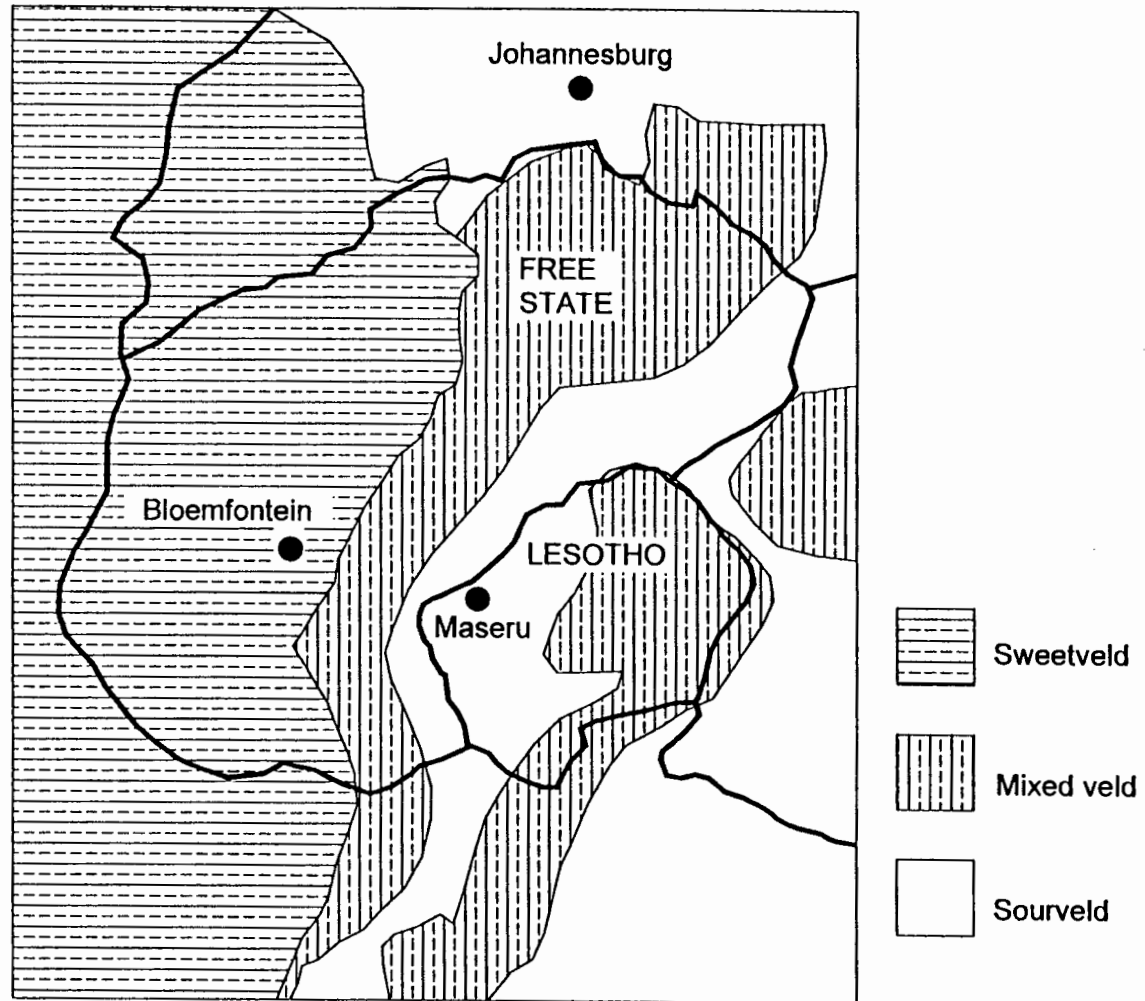 Johannesburg
FREE
STATE
Bloemfontein
LESOTHO
Maseru
Sweetveld
Mixed veld
Sourveld